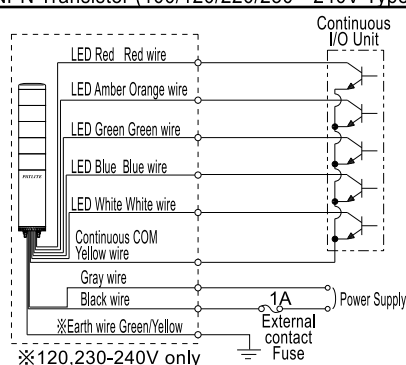 NPN Transistor (100/120/220/230 - 240V Type
Continuous
I/O Unit
LED Red Red wire
LED Amber Orange wire
LED Green Green wire
LED Blue Blue wire
LED White White wire
PATLITE
Continuous COM
Yellow wire
Gray wire
Black wire
1A
Power Supply
External
contact
Fuse
※Earth wire Green/Yellow
※120,230-240V only